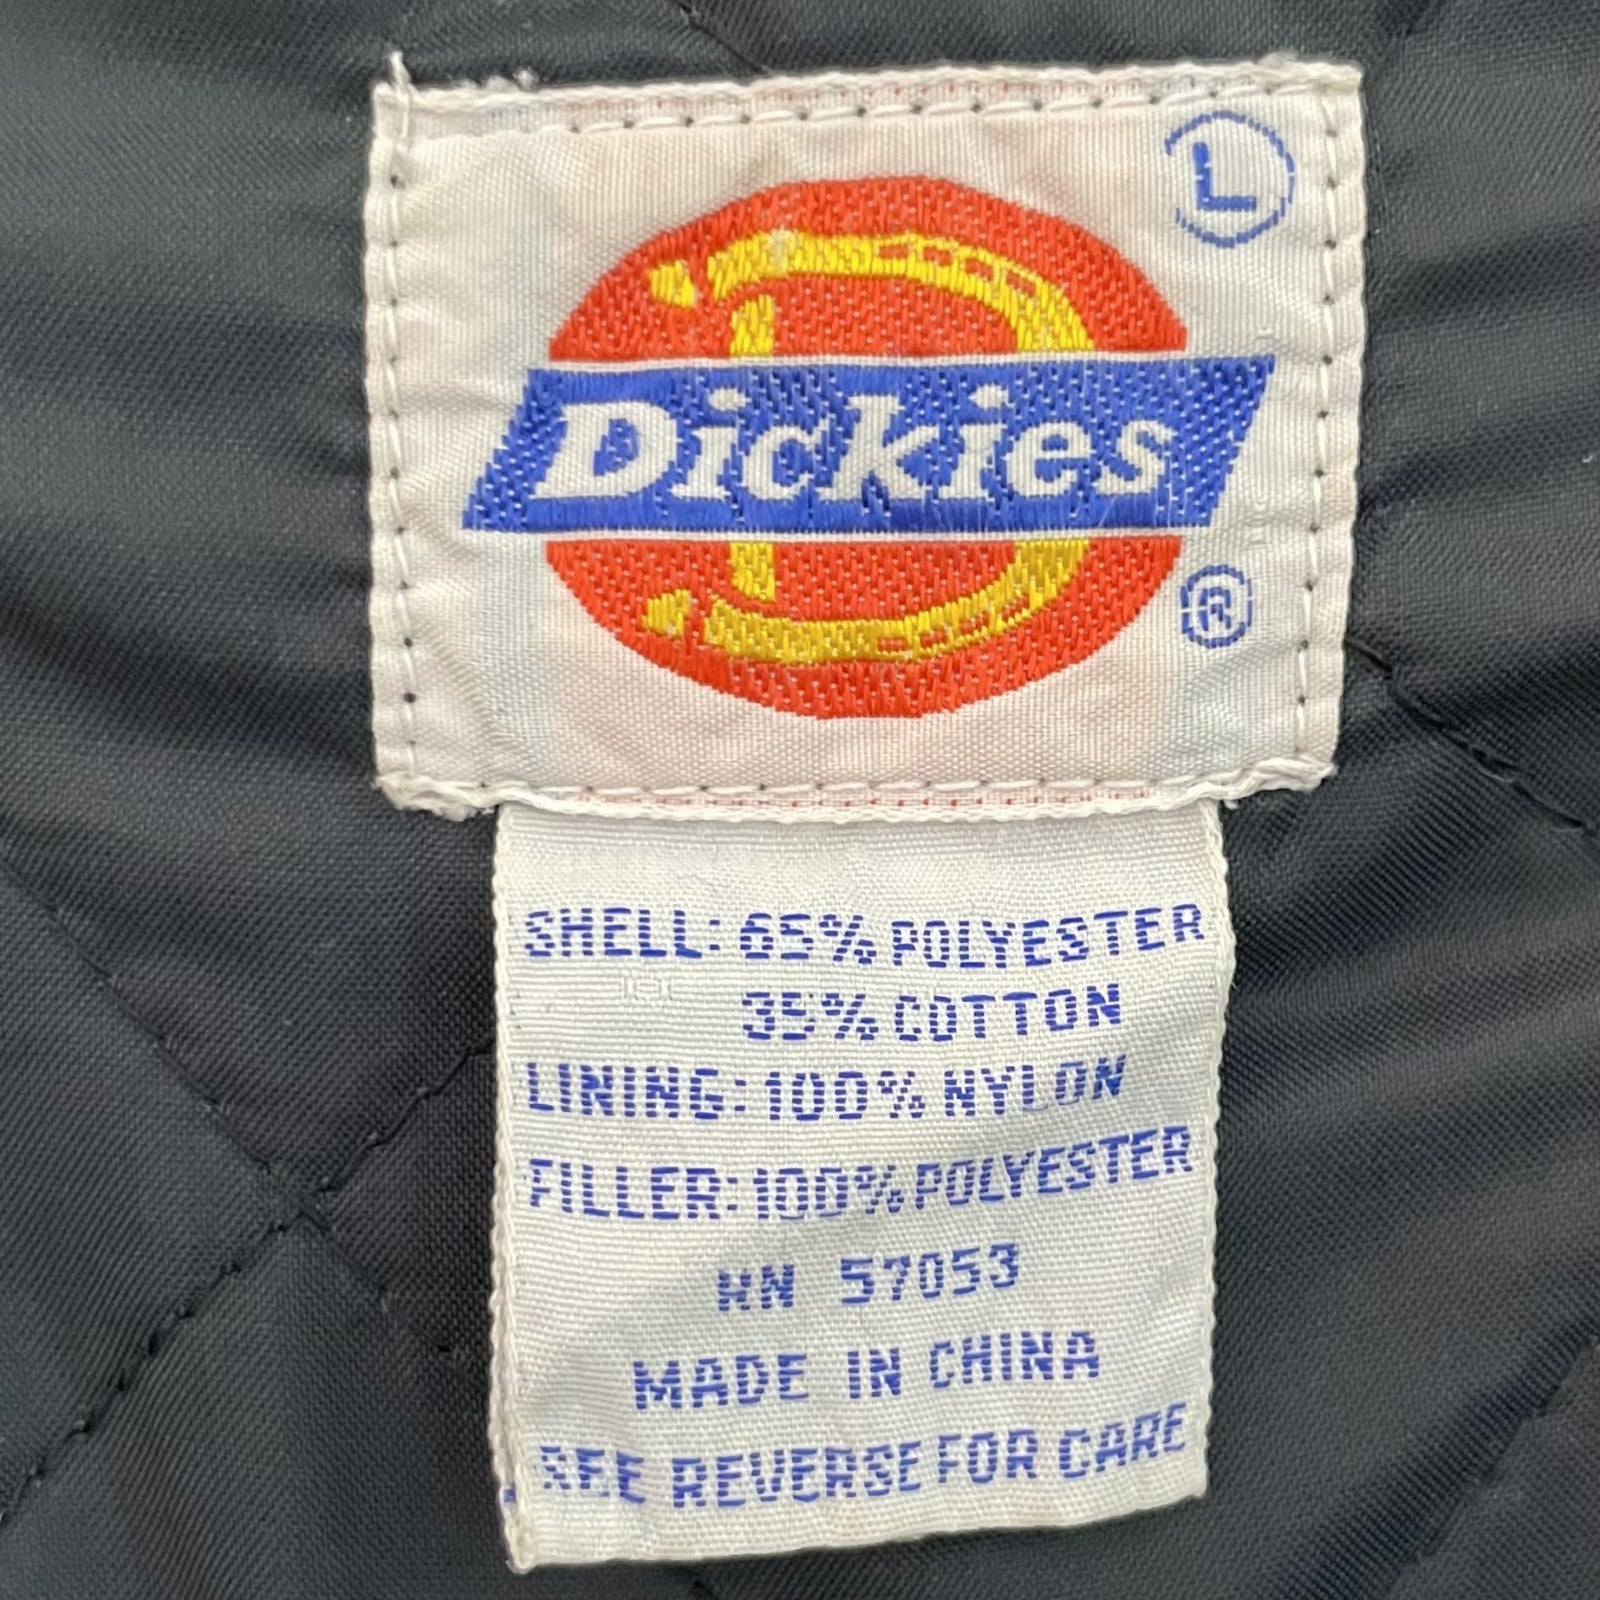 L
Dickies
®
SHELL: 65% POLYESTER
35% COTTON
LINING: 100% NYLON
FILLER: 100% POLYESTER
RN 57053
MADE IN CHINA
SEE REVERSE FOR CARE